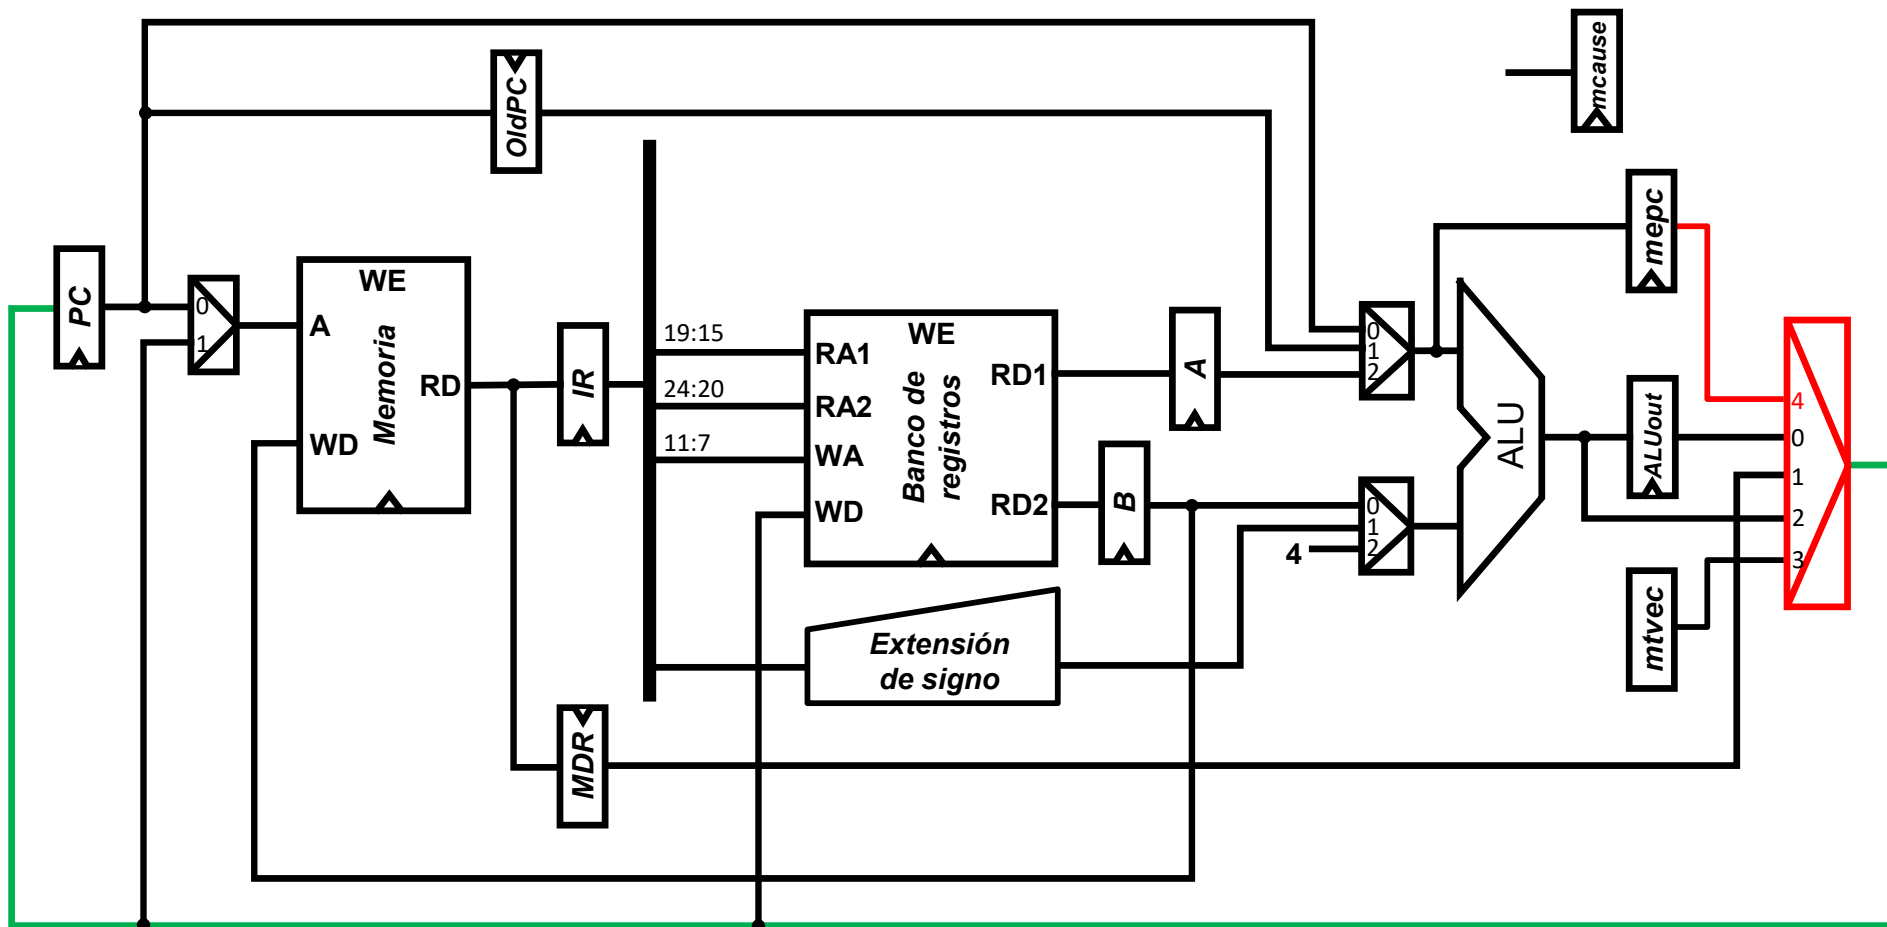 mcause
OldPC
mepc
PC
0
1
WE
A
Memoria
RD
WD
IR
19:15
24:20
11:7
WE
RA1
RA2
WA
WD
Banco de
registros
RD1
RD2
A
B
0
1
2
0
1
2
4
ALU
ALUout
mtvec
4
0
1
2
3
Extensión
de signo
MDR